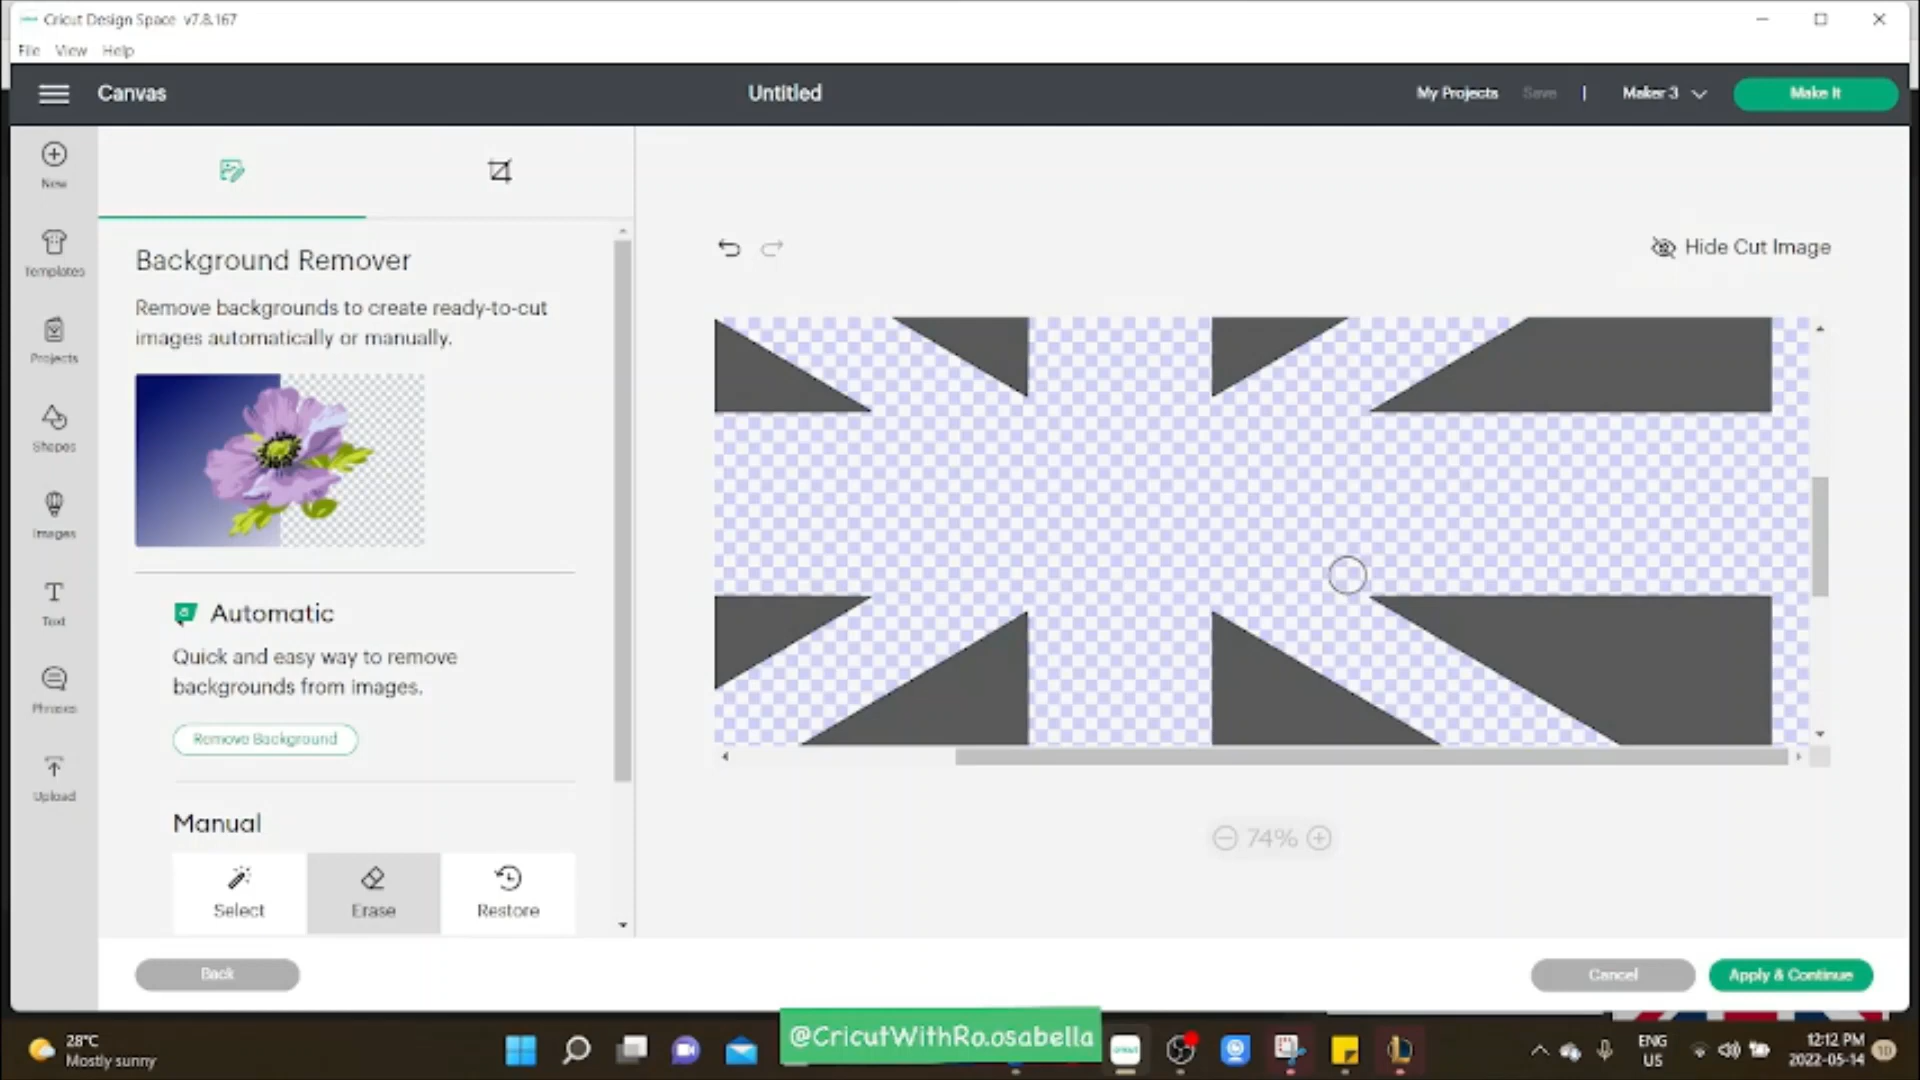 Cricut Design Space v7.8.167
File View Help
Canvas
Untitled
My Projects Save | Maker 3 Make It
New
Templates
Projects
Shapes
Images
Text
Phrases
Upload
Background Remover
Remove backgrounds to create ready-to-cut
images automatically or manually.
Automatic
Quick and easy way to remove
backgrounds from images.
Remove Background
Manual
Select Erase Restore
Hide Cut Image
74%
Back
Cancel Apply & Continue
28°C
Mostly sunny
@CricutWithRo.osabella
ENG
US
12:12 PM
2022-05-14
10